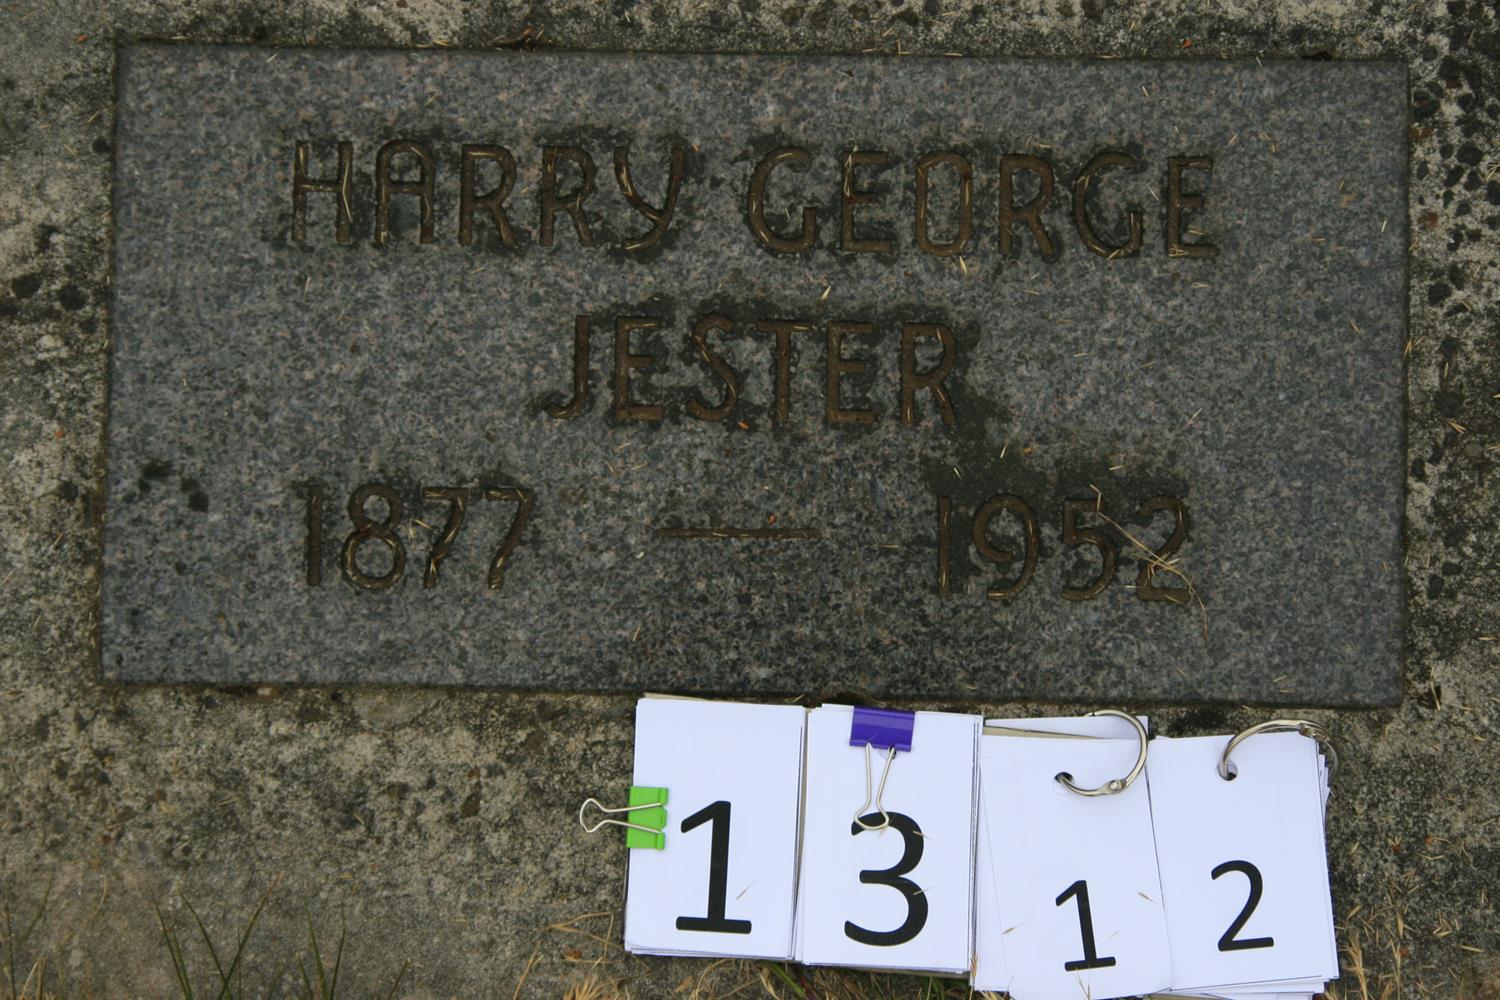 HARRY GEORGE
JESTER
1877 — 1952
1 3 1 2